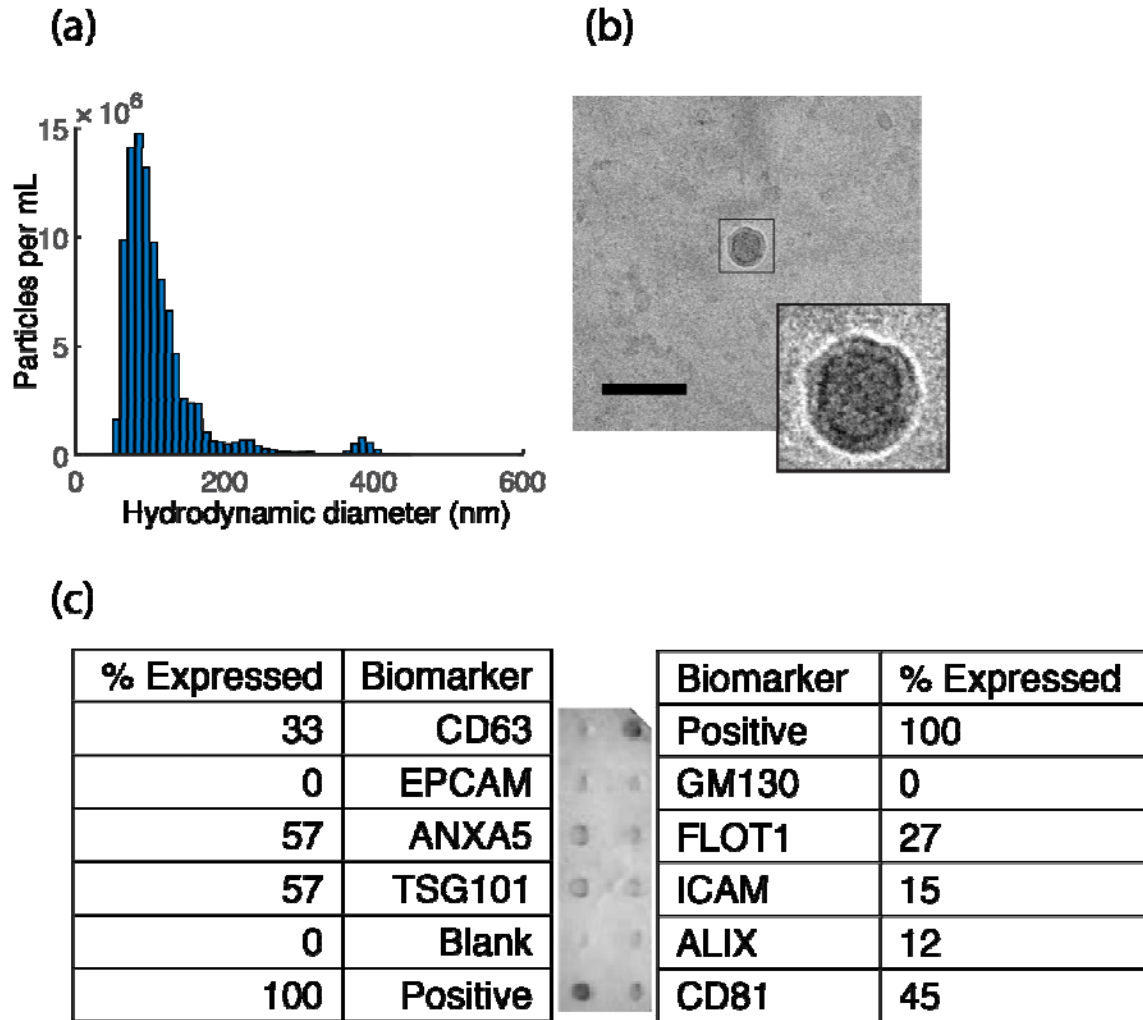 (a)
(b)
× 10⁶
15
10
5
0
Particles per mL
0 200 400 600
Hydrodynamic diameter (nm)
(c)
% Expressed Biomarker
33 CD63
0 EPCAM
57 ANXA5
57 TSG101
0 Blank
100 Positive
Biomarker % Expressed
Positive 100
GM130 0
FLOT1 27
ICAM 15
ALIX 12
CD81 45